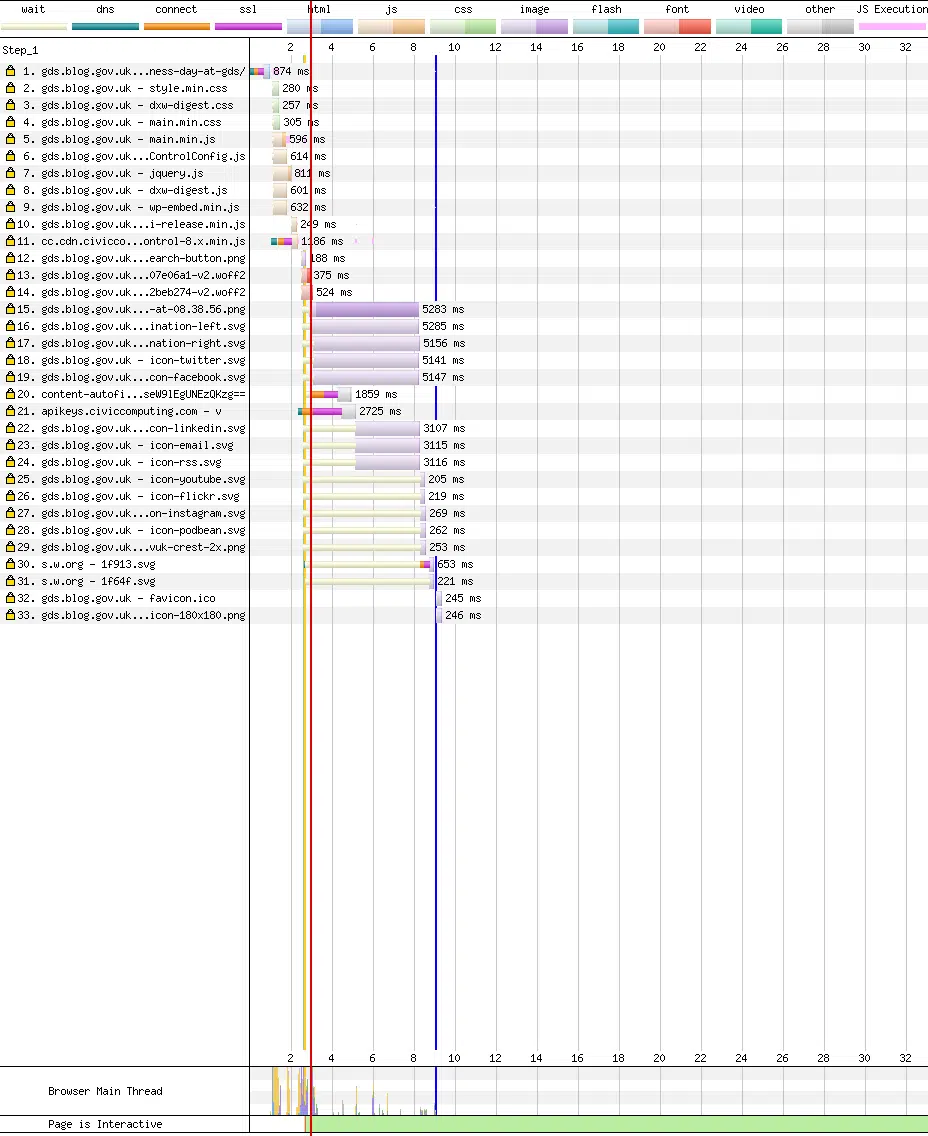 wait dns connect ssl html js css image flash font video other JS Execution
Step_1 2 4 6 8 10 12 14 16 18 20 22 24 26 28 30 32
1. gds.blog.gov.uk...ness-day-at-gds/ 874 ms
2. gds.blog.gov.uk - style.min.css 280 ms
3. gds.blog.gov.uk - dxw-digest.css 257 ms
4. gds.blog.gov.uk - main.min.css 305 ms
5. gds.blog.gov.uk - main.min.js 596 ms
6. gds.blog.gov.uk...ControlConfig.js 614 ms
7. gds.blog.gov.uk - jquery.js 811 ms
8. gds.blog.gov.uk - dxw-digest.js 601 ms
9. gds.blog.gov.uk - wp-embed.min.js 632 ms
10. gds.blog.gov.uk...i-release.min.js 249 ms
11. cc.cdn.civicco...ontrol-8.x.min.js 1186 ms
12. gds.blog.gov.uk...earch-button.png 188 ms
13. gds.blog.gov.uk...07e06a1-v2.woff2 375 ms
14. gds.blog.gov.uk...2beb274-v2.woff2 524 ms
15. gds.blog.gov.uk...-at-08.38.56.png 5283 ms
16. gds.blog.gov.uk...ination-left.svg 5285 ms
17. gds.blog.gov.uk...nation-right.svg 5156 ms
18. gds.blog.gov.uk - icon-twitter.svg 5141 ms
19. gds.blog.gov.uk...con-facebook.svg 5147 ms
20. content-autofi...seW9lEgUNEzQKzg== 1859 ms
21. apikeys.civiccomputing.com - v 2725 ms
22. gds.blog.gov.uk...con-linkedin.svg 3107 ms
23. gds.blog.gov.uk - icon-email.svg 3115 ms
24. gds.blog.gov.uk - icon-rss.svg 3116 ms
25. gds.blog.gov.uk - icon-youtube.svg 205 ms
26. gds.blog.gov.uk - icon-flickr.svg 219 ms
27. gds.blog.gov.uk...on-instagram.svg 269 ms
28. gds.blog.gov.uk - icon-podbean.svg 262 ms
29. gds.blog.gov.uk...vuk-crest-2x.png 253 ms
30. s.w.org - 1f913.svg 653 ms
31. s.w.org - 1f64f.svg 221 ms
32. gds.blog.gov.uk - favicon.ico 245 ms
33. gds.blog.gov.uk...icon-180x180.png 246 ms
2 4 6 8 10 12 14 16 18 20 22 24 26 28 30 32
Browser Main Thread
Page is Interactive